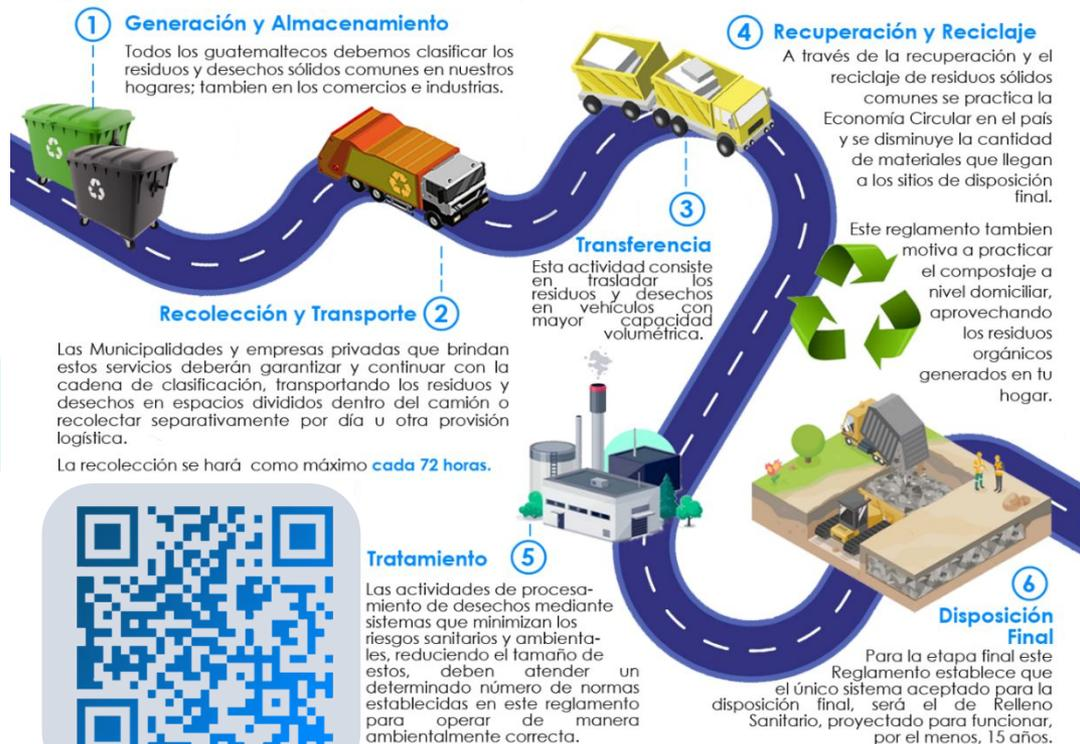 1 Generación y Almacenamiento
Todos los guatemaltecos debemos clasificar los
residuos y desechos sólidos comunes en nuestros
hogares; tambien en los comercios e industrias.
Recolección y Transporte 2
Las Municipalidades y empresas privadas que brindan
estos servicios deberán garantizar y continuar con la
cadena de clasificación, transportando los residuos y
desechos en espacios divididos dentro del camión o
recolectar separativamente por día u otra provisión
logística.
La recolección se hará como máximo cada 72 horas.
3
Transferencia
Esta actividad consiste
en trasladar los
residuos y desechos
en vehículos con
mayor capacidad
volumétrica.
4 Recuperación y Reciclaje
A través de la recuperación y el
reciclaje de residuos sólidos
comunes se practica la
Economía Circular en el país
y se disminuye la cantidad
de materiales que llegan
a los sitios de disposición
final.
Este reglamento tambien
motiva a practicar
el compostaje a
nivel domiciliar,
aprovechando
los residuos
orgánicos
generados en tu
hogar.
Tratamiento 5
Las actividades de procesa-
miento de desechos mediante
sistemas que minimizan los
riesgos sanitarios y ambienta-
les, reduciendo el tamaño de
estos, deben atender un
determinado número de normas
establecidas en este reglamento
para operar de manera
ambientalmente correcta.
6
Disposición
Final
Para la etapa final este
Reglamento establece que
el único sistema aceptado para la
disposición final, será el de Relleno
Sanitario, proyectado para funcionar,
por el menos, 15 años.